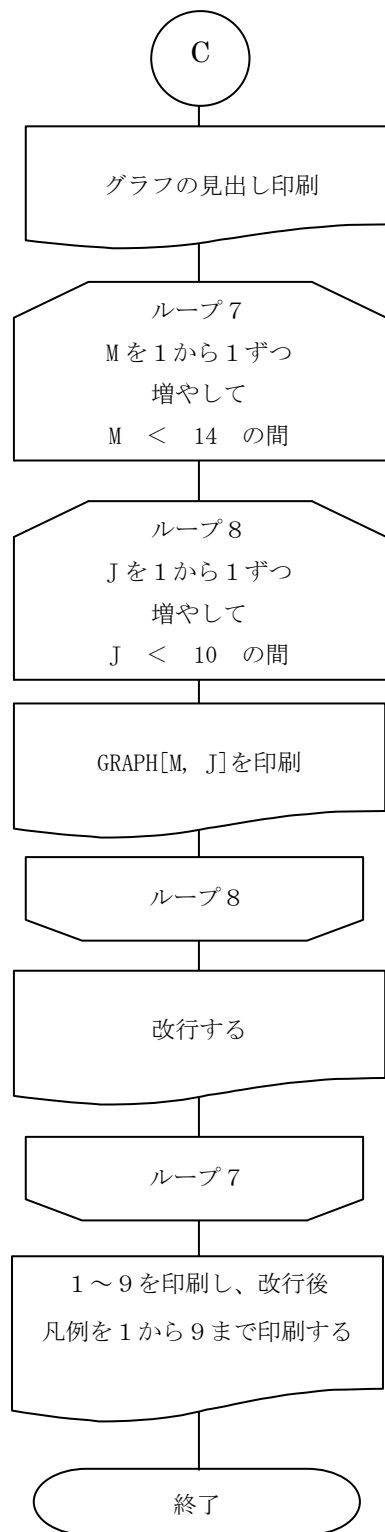 C
グラフの見出し印刷
ループ７
Mを１から１ずつ
増やして
M ＜ 14 の間
ループ８
Jを１から１ずつ
増やして
J ＜ 10 の間
GRAPH[M, J]を印刷
ループ８
改行する
ループ７
１～９を印刷し、改行後
凡例を１から９まで印刷する
終了